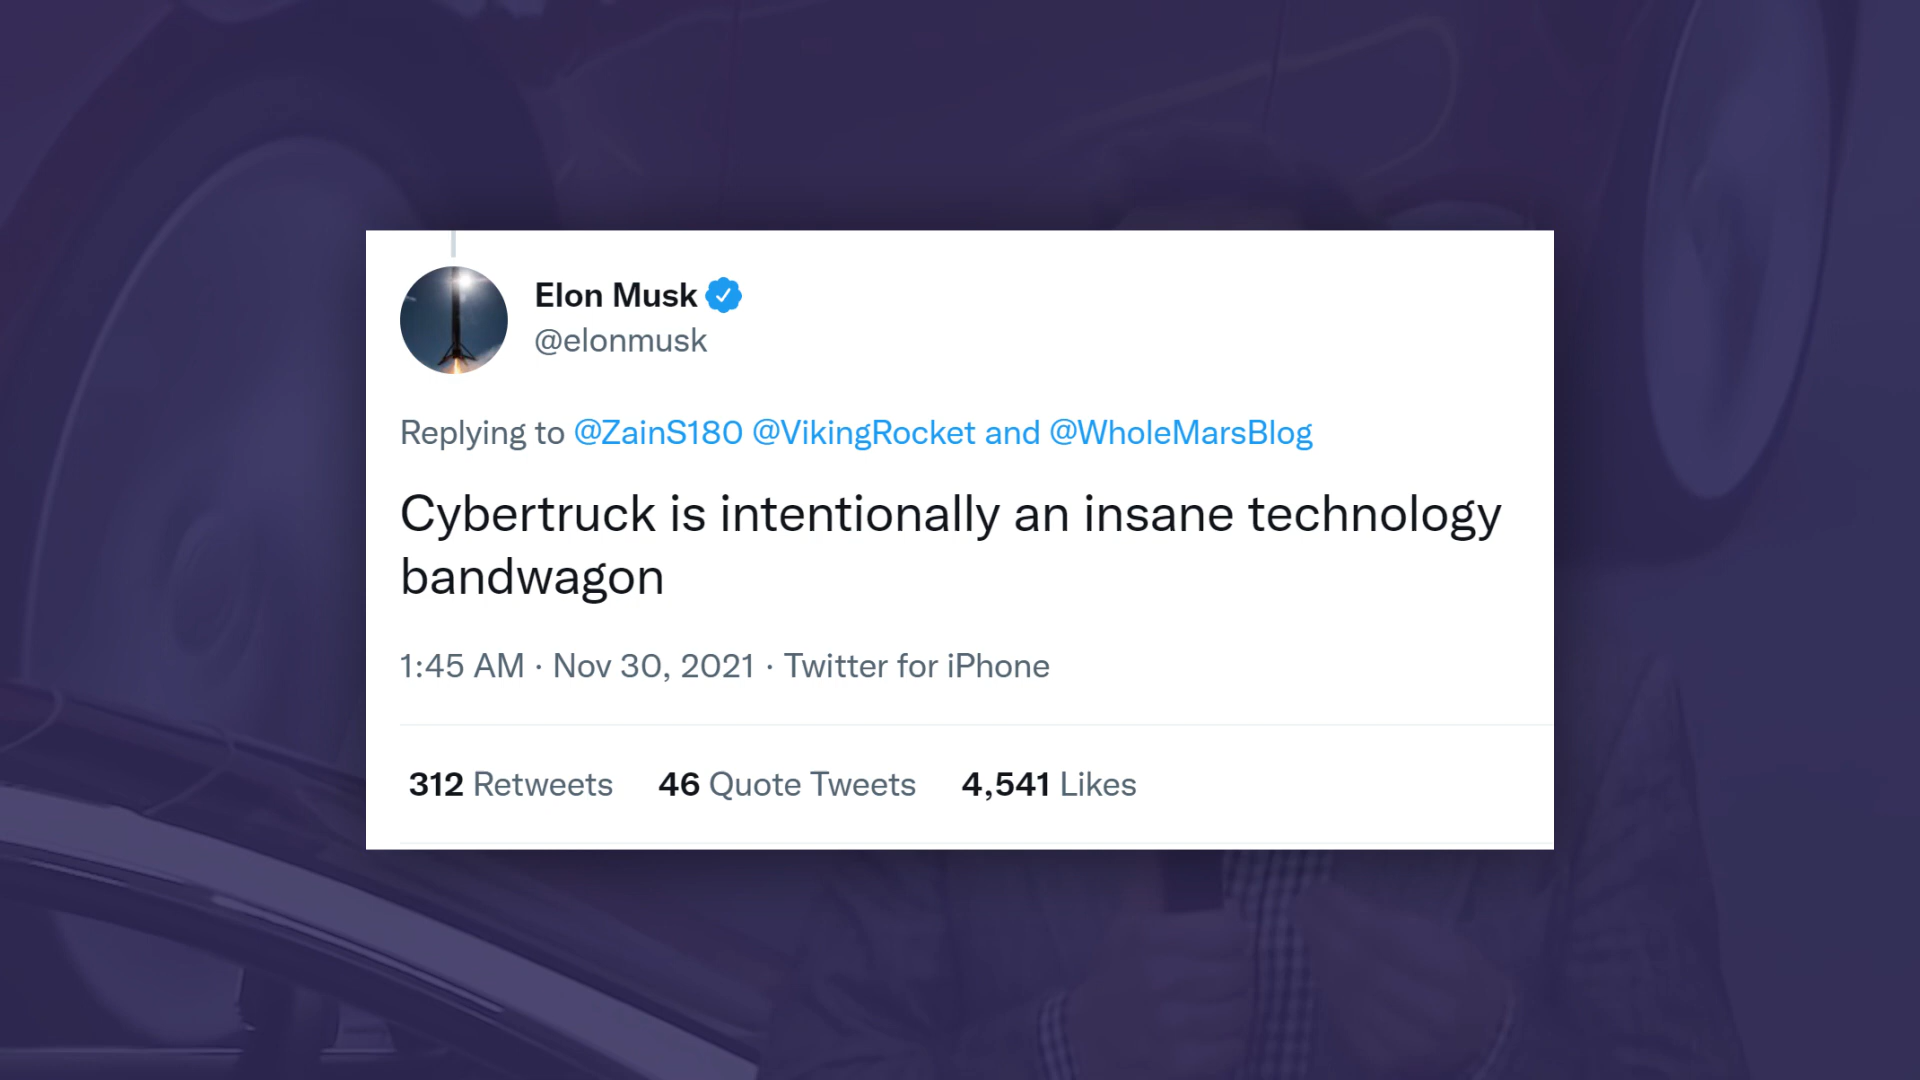 Elon Musk
@elonmusk
Replying to @ZainS180 @VikingRocket and @WholeMarsBlog
Cybertruck is intentionally an insane technology
bandwagon
1:45 AM · Nov 30, 2021 · Twitter for iPhone
312 Retweets 46 Quote Tweets 4,541 Likes